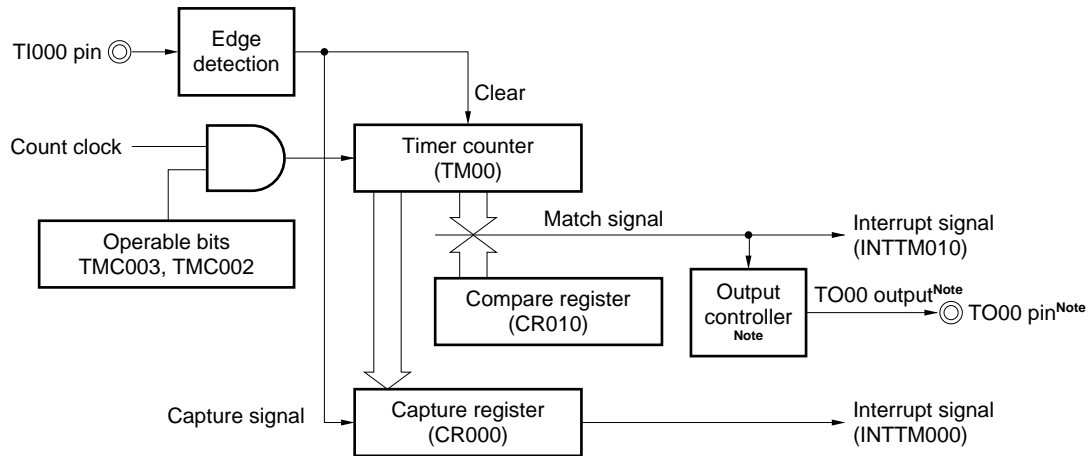 TI000 pin
Edge
detection
Clear
Count clock
Timer counter
(TM00)
Operable bits
TMC003, TMC002
Match signal
Interrupt signal
(INTTM010)
Compare register
(CR010)
Output
controller
Note
TO00 output Note
TO00 pin Note
Capture signal
Capture register
(CR000)
Interrupt signal
(INTTM000)